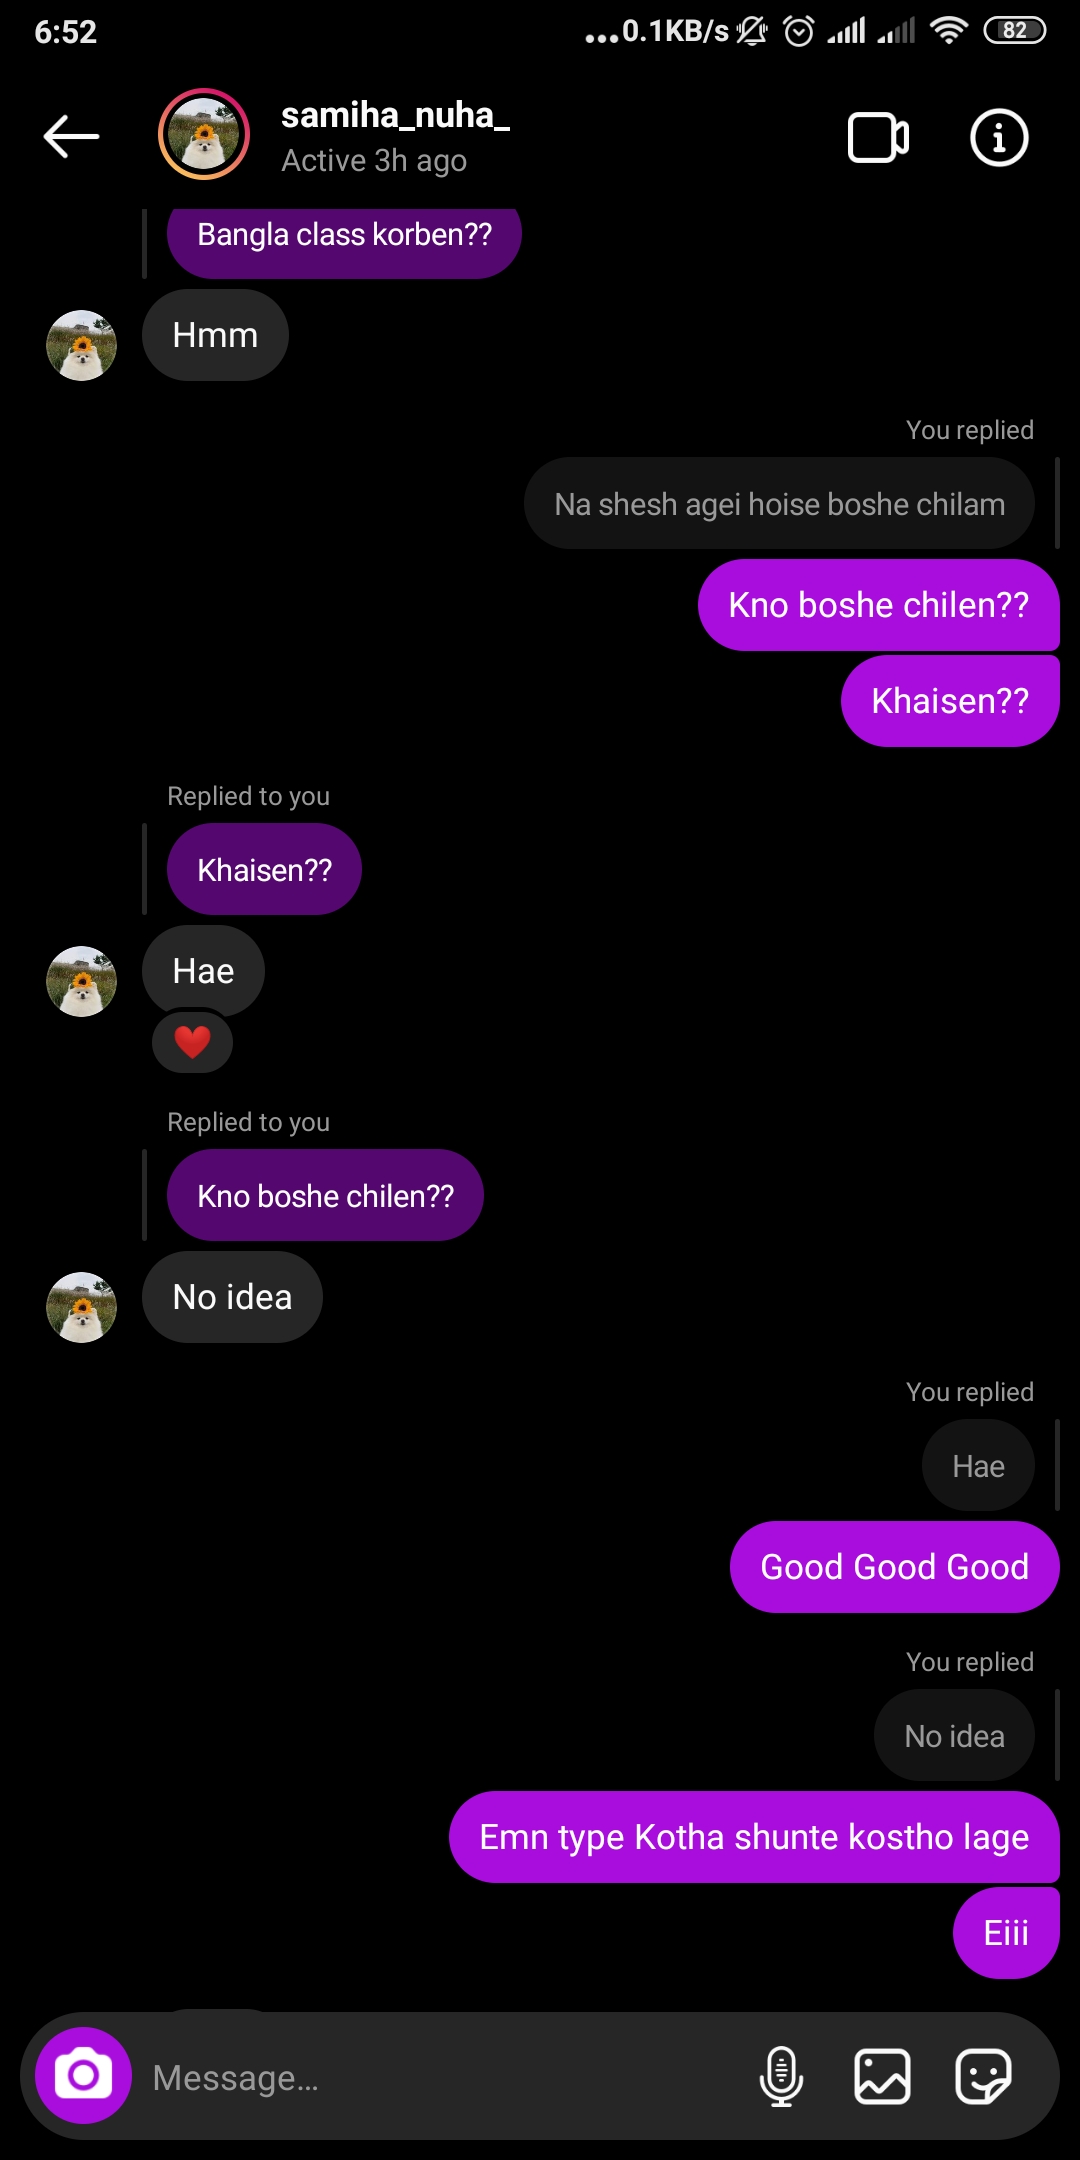 6:52
...0.1KB/s
82
samiha_nuha_
Active 3h ago
Bangla class korben??
Hmm
You replied
Na shesh agei hoise boshe chilam
Kno boshe chilen??
Khaisen??
Replied to you
Khaisen??
Hae
Replied to you
Kno boshe chilen??
No idea
You replied
Hae
Good Good Good
You replied
No idea
Emn type Kotha shunte kostho lage
Eiii
Message...